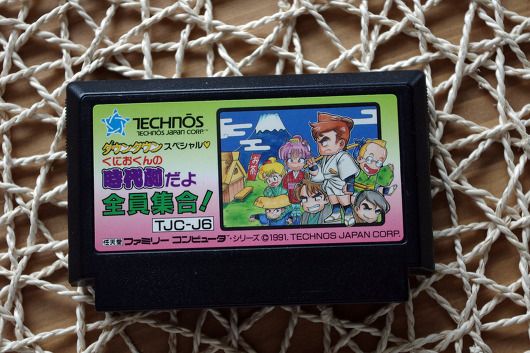 TECHNŌS
TECHNOS JAPAN CORP.™
ダウンタウンスペシャル♥
くにおくんの
時代劇だよ
全員集合!
TJC-J6
任天堂 ファミリー コンピュータ・シリーズ ©1991. TECHNOS JAPAN CORP.